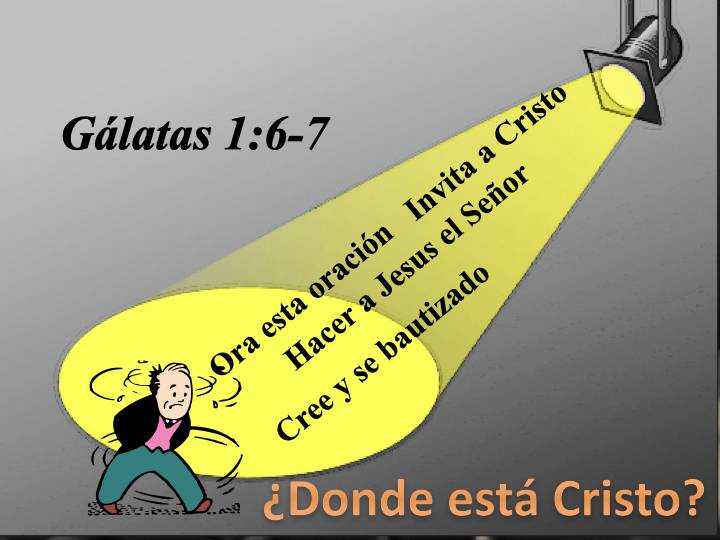 Gálatas 1:6-7
Ora esta oración Invita a Cristo
Hacer a Jesus el Señor
Cree y se bautizado
¿Donde está Cristo?